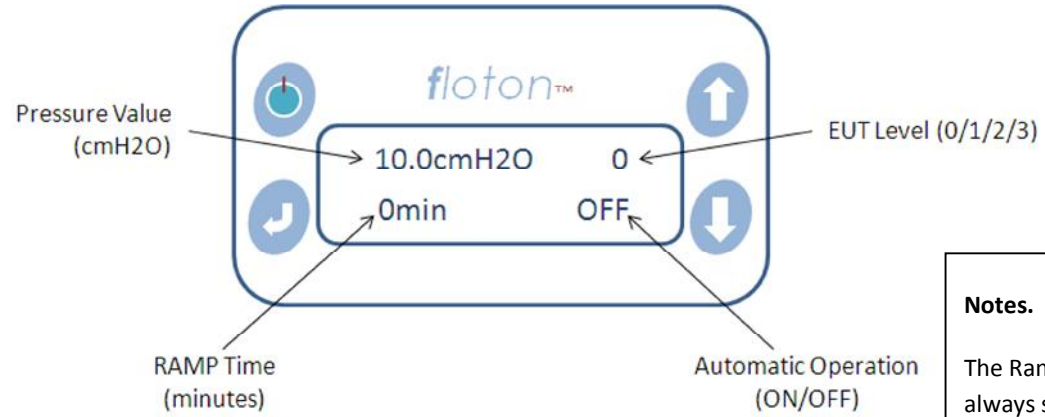 floton™
Pressure Value
(cmH2O)
EUT Level (0/1/2/3)
10.0cmH2O 0
0min OFF
RAMP Time
(minutes)
Automatic Operation
(ON/OFF)
Notes.
The
always